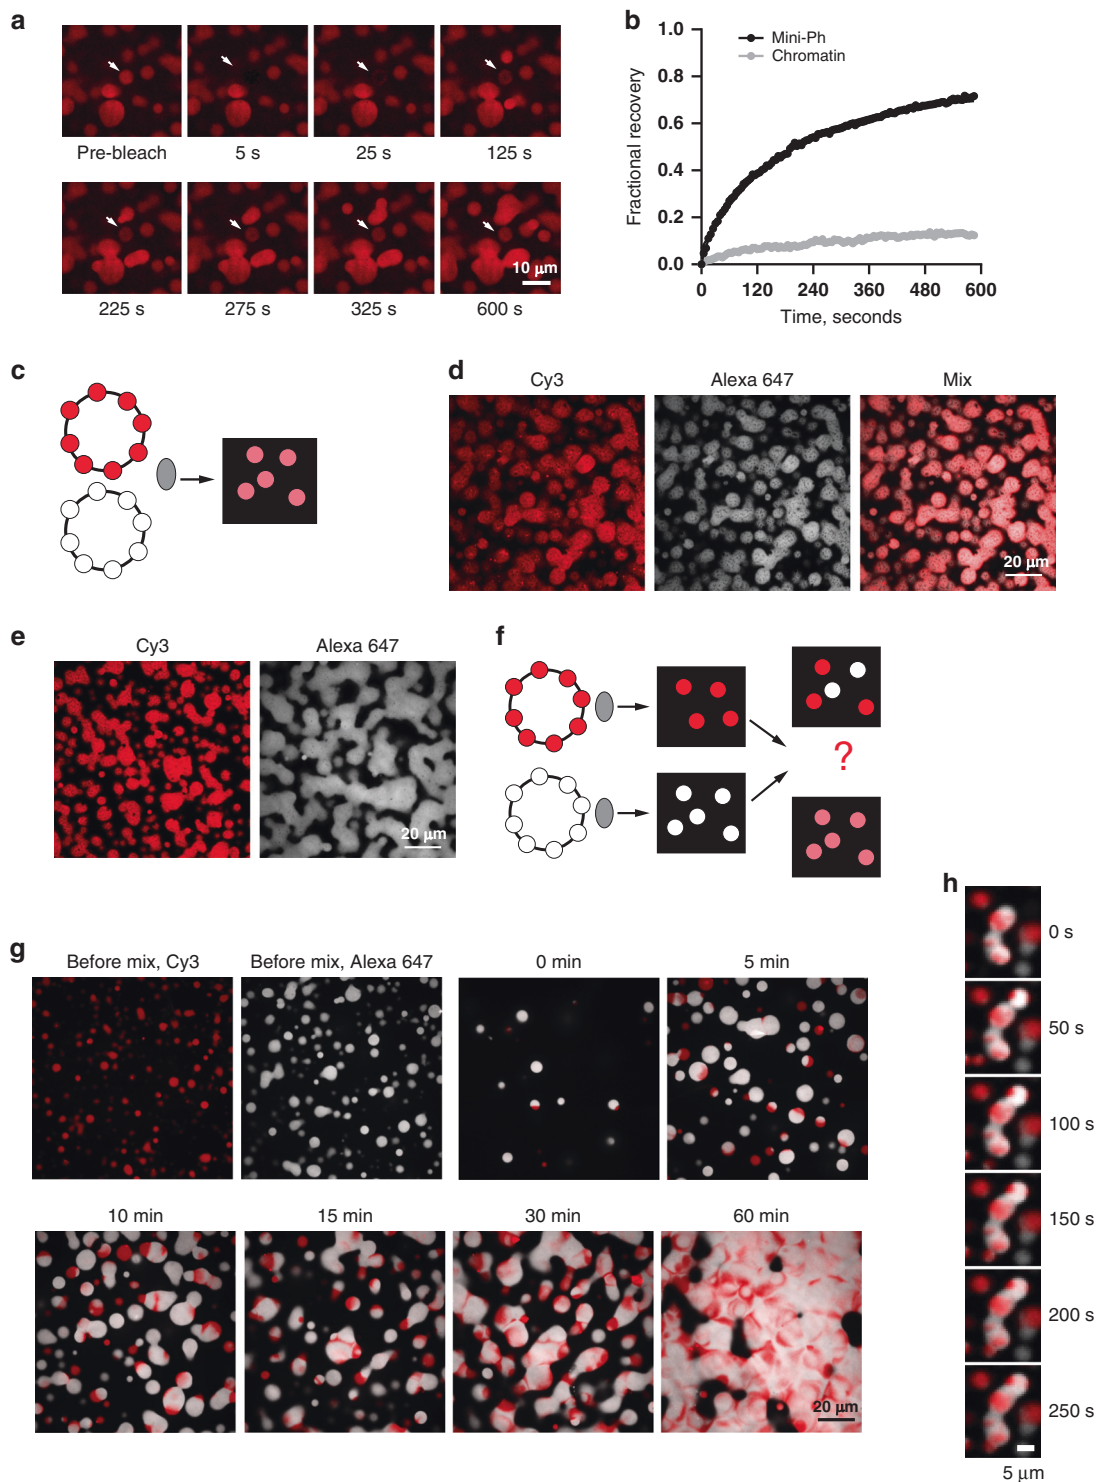 a
Pre-bleach
5 s
25 s
125 s
225 s
275 s
325 s
600 s
10 µm
b
Fractional recovery
1.0
0.8
0.6
0.4
0.2
0.0
Mini-Ph
Chromatin
0
120
240
360
480
600
Time, seconds
c
d
Cy3
Alexa 647
Mix
20 µm
e
Cy3
Alexa 647
20 µm
f
?
g
Before mix, Cy3
Before mix, Alexa 647
0 min
5 min
10 min
15 min
30 min
60 min
20 µm
h
0 s
50 s
100 s
150 s
200 s
250 s
5 µm